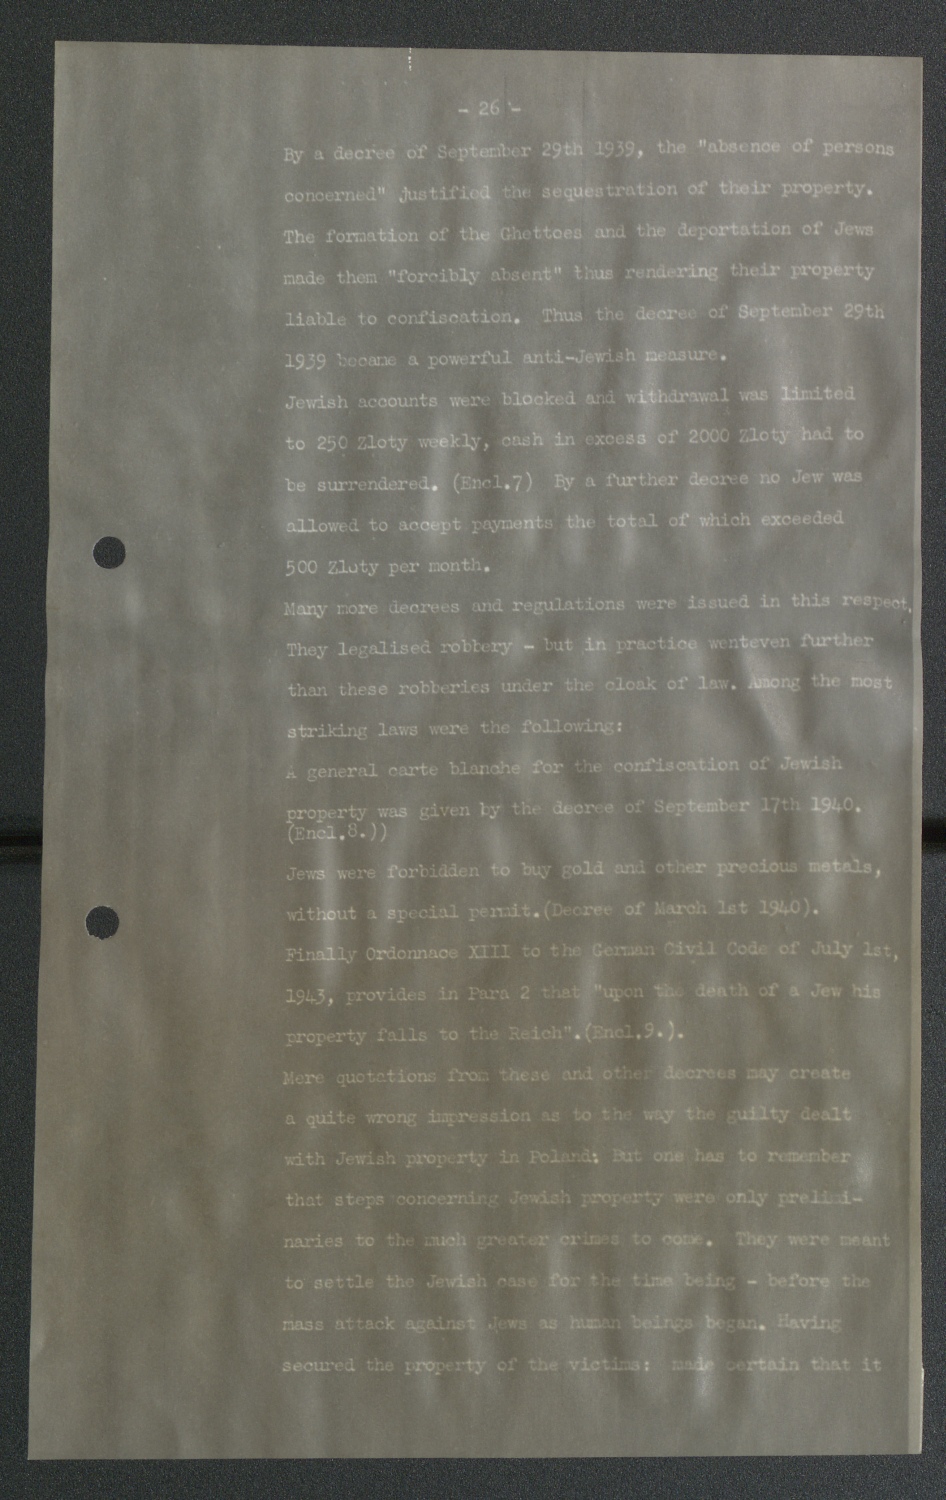 - 26 -
By a decree of September 29th 1939, the "absence of persons
concerned" justified the sequestration of their property.
The formation of the Ghettoes and the deportation of Jews
made them "forcibly absent" thus rendering their property
liable to confiscation. Thus the decree of September 29th
1939 became a powerful anti-Jewish measure.
Jewish accounts were blocked and withdrawal was limited
to 250 Zloty weekly, cash in excess of 2000 Zloty had to
be surrendered. (Encl.7) By a further decree no Jew was
allowed to accept payments the total of which exceeded
500 Zloty per month.
Many more decrees and regulations were issued in this respect.
They legalised robbery - but in practice wenteven further
than these robberies under the cloak of law. Among the most
striking laws were the following:
A general carte blanche for the confiscation of Jewish
property was given by the decree of September 17th 1940.
(Encl.8.))
Jews were forbidden to buy gold and other precious metals,
without a special permit.(Decree of March 1st 1940).
Finally Ordonnace XIII to the German Civil Code of July 1st,
1943, provides in Para 2 that "upon the death of a Jew his
property falls to the Reich".(Encl.9.).
Mere quotations from these and other decrees may create
a quite wrong impression as to the way the guilty dealt
with Jewish property in Poland; But one has to remember
that steps concerning Jewish property were only prelimi-
naries to the much greater crimes to come. They were meant
to settle the Jewish case for the time being - before the
mass attack against Jews as human beings began. Having
secured the property of the victims; made certain that it